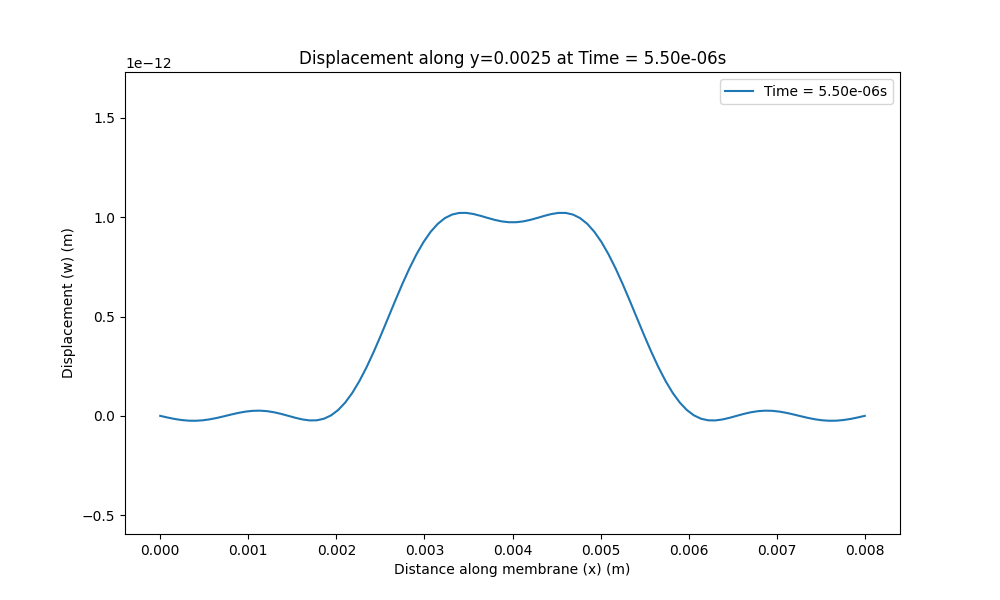 Displacement along y=0.0025 at Time = 5.50e-06s
1e−12
Time = 5.50e-06s
1.5
1.0
0.5
0.0
−0.5
Displacement (w) (m)
0.000 0.001 0.002 0.003 0.004 0.005 0.006 0.007 0.008
Distance along membrane (x) (m)